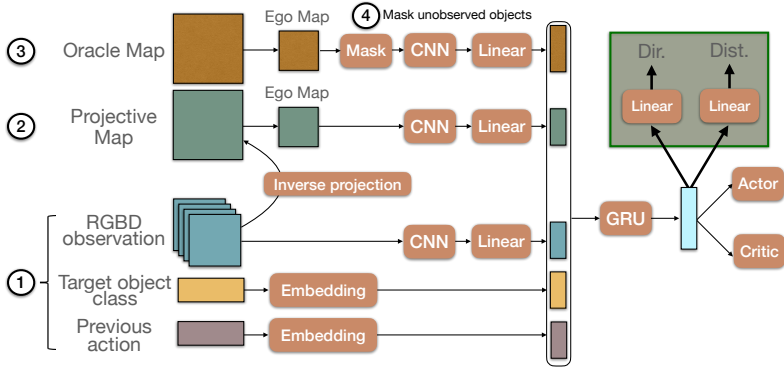 4 Mask unobserved objects
Ego Map
3 Oracle Map
Mask
CNN
Linear
Dir.
Dist.
Linear
Linear
Ego Map
2 Projective
Map
CNN
Linear
Inverse projection
Actor
RGBD
observation
CNN
Linear
GRU
Critic
1
Target object
class
Embedding
Previous
action
Embedding